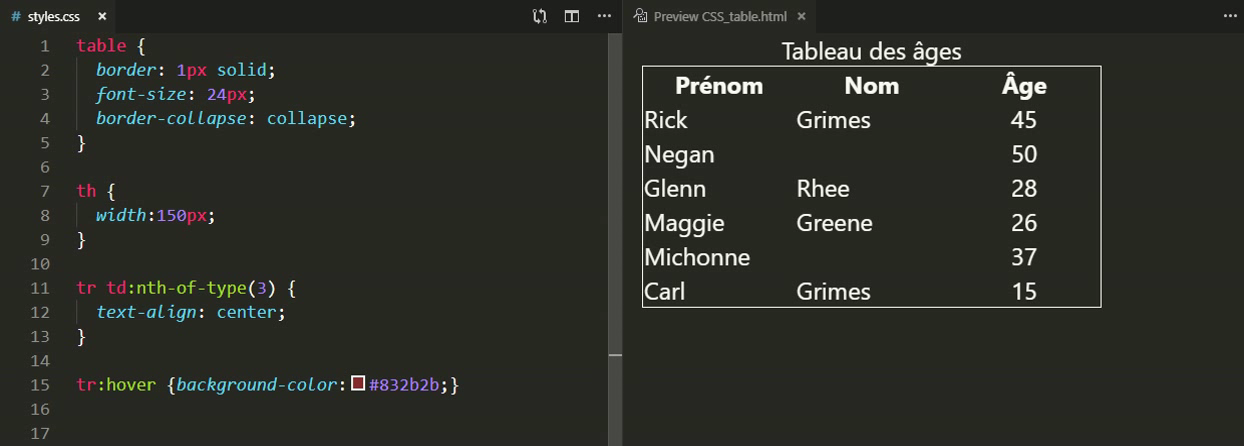 # styles.css ×
Preview CSS_table.html ×
1 table {
2 border: 1px solid;
3 font-size: 24px;
4 border-collapse: collapse;
5 }
6
7 th {
8 width:150px;
9 }
10
11 tr td:nth-of-type(3) {
12 text-align: center;
13 }
14
15 tr:hover {background-color:#832b2b;}
16
17
Tableau des âges
Prénom Nom Âge
Rick Grimes 45
Negan 50
Glenn Rhee 28
Maggie Greene 26
Michonne 37
Carl Grimes 15